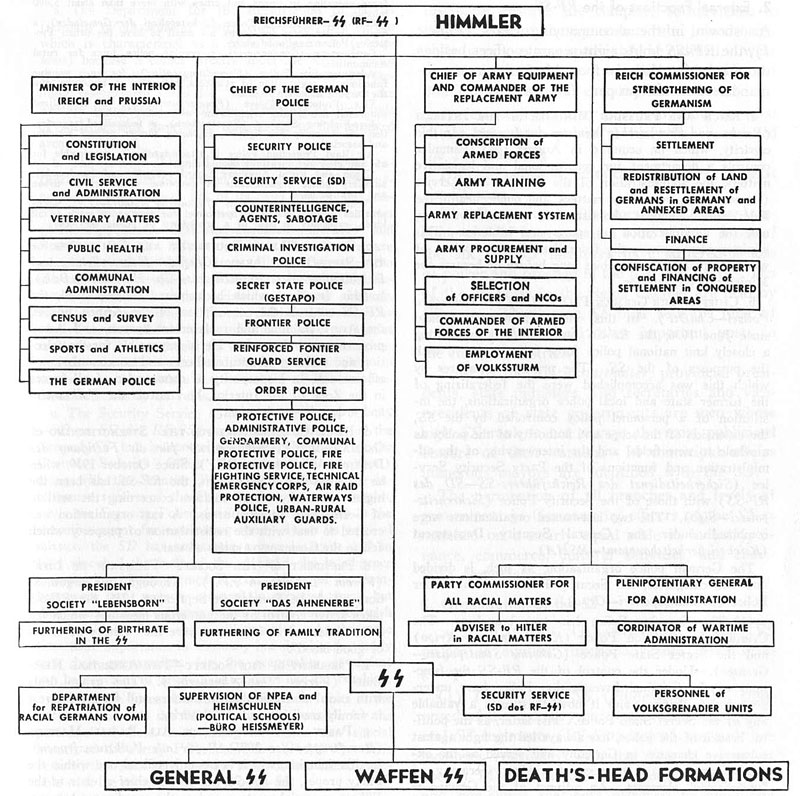 REICHSFÜHRER-SS (RF-SS) HIMMLER
MINISTER OF THE INTERIOR
(REICH and PRUSSIA)
CONSTITUTION
and LEGISLATION
CIVIL SERVICE
and ADMINISTRATION
VETERINARY MATTERS
PUBLIC HEALTH
COMMUNAL
ADMINISTRATION
CENSUS and SURVEY
SPORTS and ATHLETICS
THE GERMAN POLICE
CHIEF OF THE GERMAN
POLICE
SECURITY POLICE
SECURITY SERVICE (SD)
COUNTERINTELLIGENCE,
AGENTS, SABOTAGE
CRIMINAL INVESTIGATION
POLICE
SECRET STATE POLICE
(GESTAPO)
FRONTIER POLICE
REINFORCED FONTIER
GUARD SERVICE
ORDER POLICE
PROTECTIVE POLICE,
ADMINISTRATIVE POLICE,
GENDARMERY, COMMUNAL
PROTECTIVE POLICE, FIRE
PROTECTIVE POLICE, FIRE
FIGHTING SERVICE, TECHNICAL
EMERGENCY CORPS, AIR RAID
PROTECTION, WATERWAYS
POLICE, URBAN-RURAL
AUXILIARY GUARDS.
CHIEF OF ARMY EQUIPMENT
AND COMMANDER OF THE
REPLACEMENT ARMY
CONSCRIPTION of
ARMED FORCES
ARMY TRAINING
ARMY REPLACEMENT SYSTEM
ARMY PROCUREMENT and
SUPPLY
SELECTION
of OFFICERS and NCOs
COMMANDER OF ARMED
FORCES OF THE INTERIOR
EMPLOYMENT
OF VOLKSSTURM
REICH COMMISSIONER FOR
STRENGTHENING OF
GERMANISM
SETTLEMENT
REDISTRIBUTION OF LAND
and RESETTLEMENT OF
GERMANS IN GERMANY and
ANNEXED AREAS
FINANCE
CONFISCATION OF PROPERTY
and FINANCING OF
SETTLEMENT IN CONQUERED
AREAS
PRESIDENT
SOCIETY "LEBENSBORN"
FURTHERING OF BIRTHRATE
IN THE SS
PRESIDENT
SOCIETY "DAS AHNENERBE"
FURTHERING OF FAMILY TRADITION
PARTY COMMISSIONER FOR
ALL RACIAL MATTERS
ADVISER to HITLER
in RACIAL MATTERS
PLENIPOTENTIARY GENERAL
FOR ADMINISTRATION
CORDINATOR OF WARTIME
ADMINISTRATION
SS
DEPARTMENT
for REPATRIATION of
RACIAL GERMANS (VOMI)
SUPERVISION OF NPEA and
HEIMSCHULEN
(POLITICAL SCHOOLS)
—BÜRO HEISSMEYER)
SECURITY SERVICE
(SD des RF-SS)
PERSONNEL of
VOLKSGRENADIER UNITS
GENERAL SS
WAFFEN SS
DEATH'S-HEAD FORMATIONS